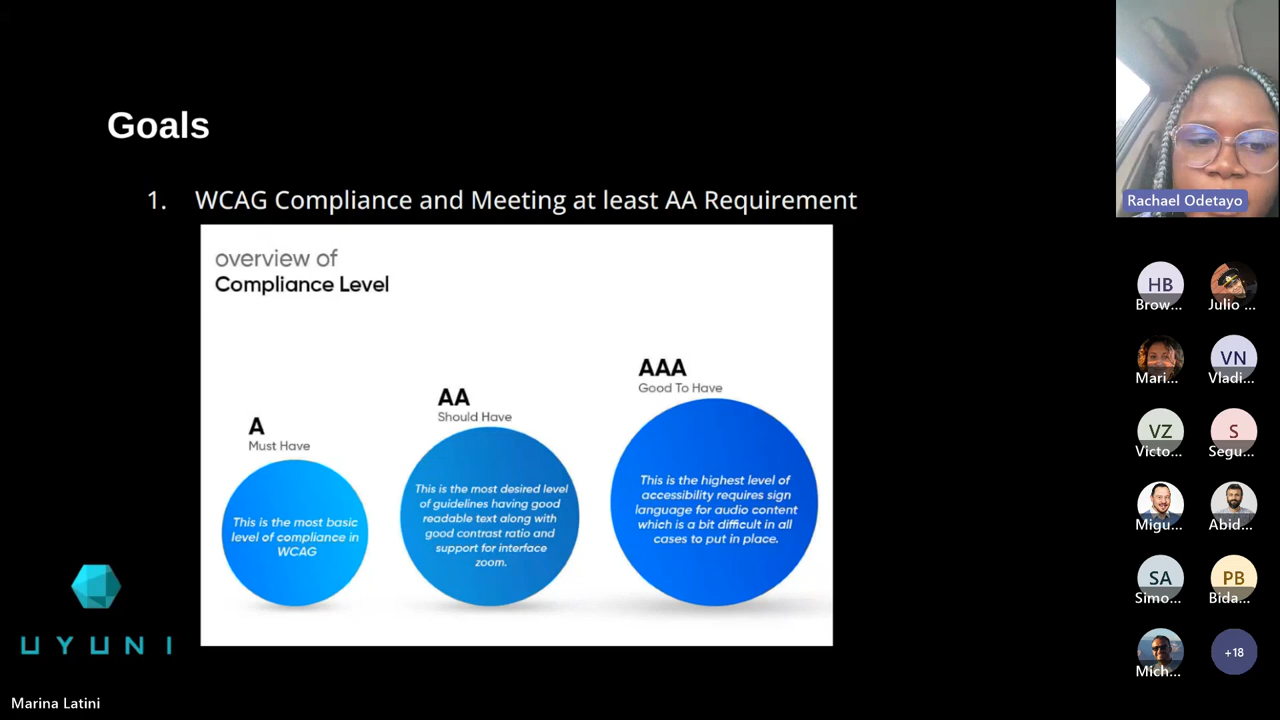 Goals
1. WCAG Compliance and Meeting at least AA Requirement
overview of
Compliance Level
A
Must Have
This is the most basic
level of compliance in
WCAG
AA
Should Have
This is the most desired level
of guidelines having good
readable text along with
good contrast ratio and
support for interface
zoom.
AAA
Good To Have
This is the highest level of
accessibility requires sign
language for audio content
which is a bit difficult in all
cases to put in place.
UYUNI
Marina Latini
Rachael Odetayo
HB
Brow...
Julio ...
Mari...
VN
Vladi...
VZ
Victo...
S
Segu...
Migu...
Abid...
SA
Simo...
PB
Bida...
Mich...
+18